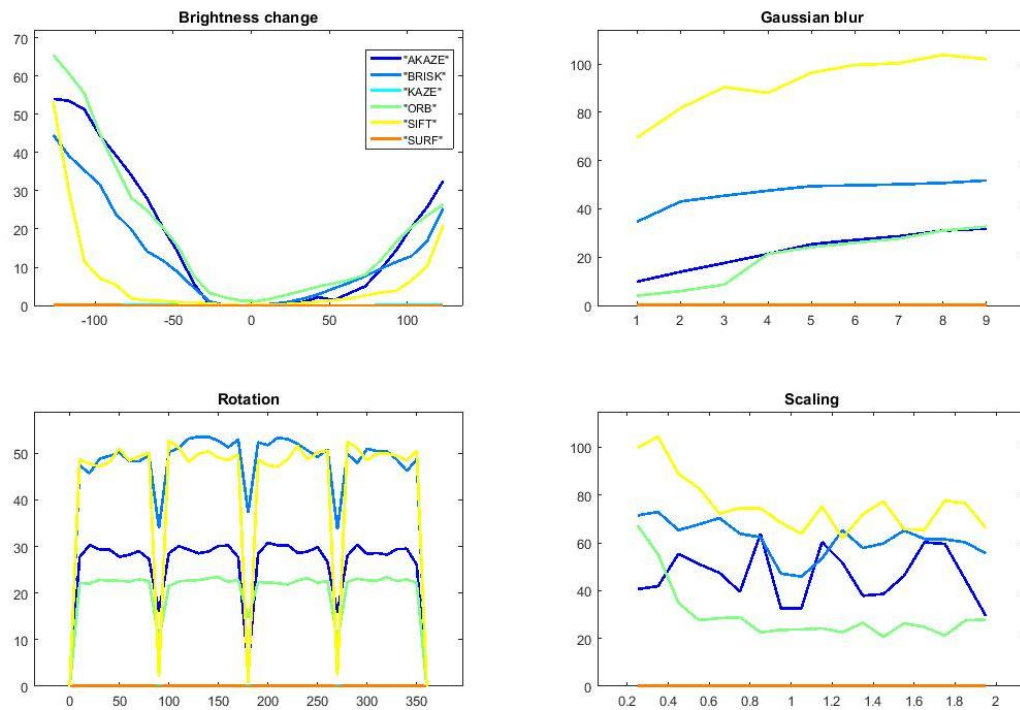 Brightness change
70
60
50
40
30
20
10
0
-100 -50 0 50 100
"AKAZE"
"BRISK"
"KAZE"
"ORB"
"SIFT"
"SURF"
Gaussian blur
100
80
60
40
20
0
1 2 3 4 5 6 7 8 9
Rotation
50
40
30
20
10
0
0 50 100 150 200 250 300 350
Scaling
100
80
60
40
20
0
0.2 0.4 0.6 0.8 1 1.2 1.4 1.6 1.8 2